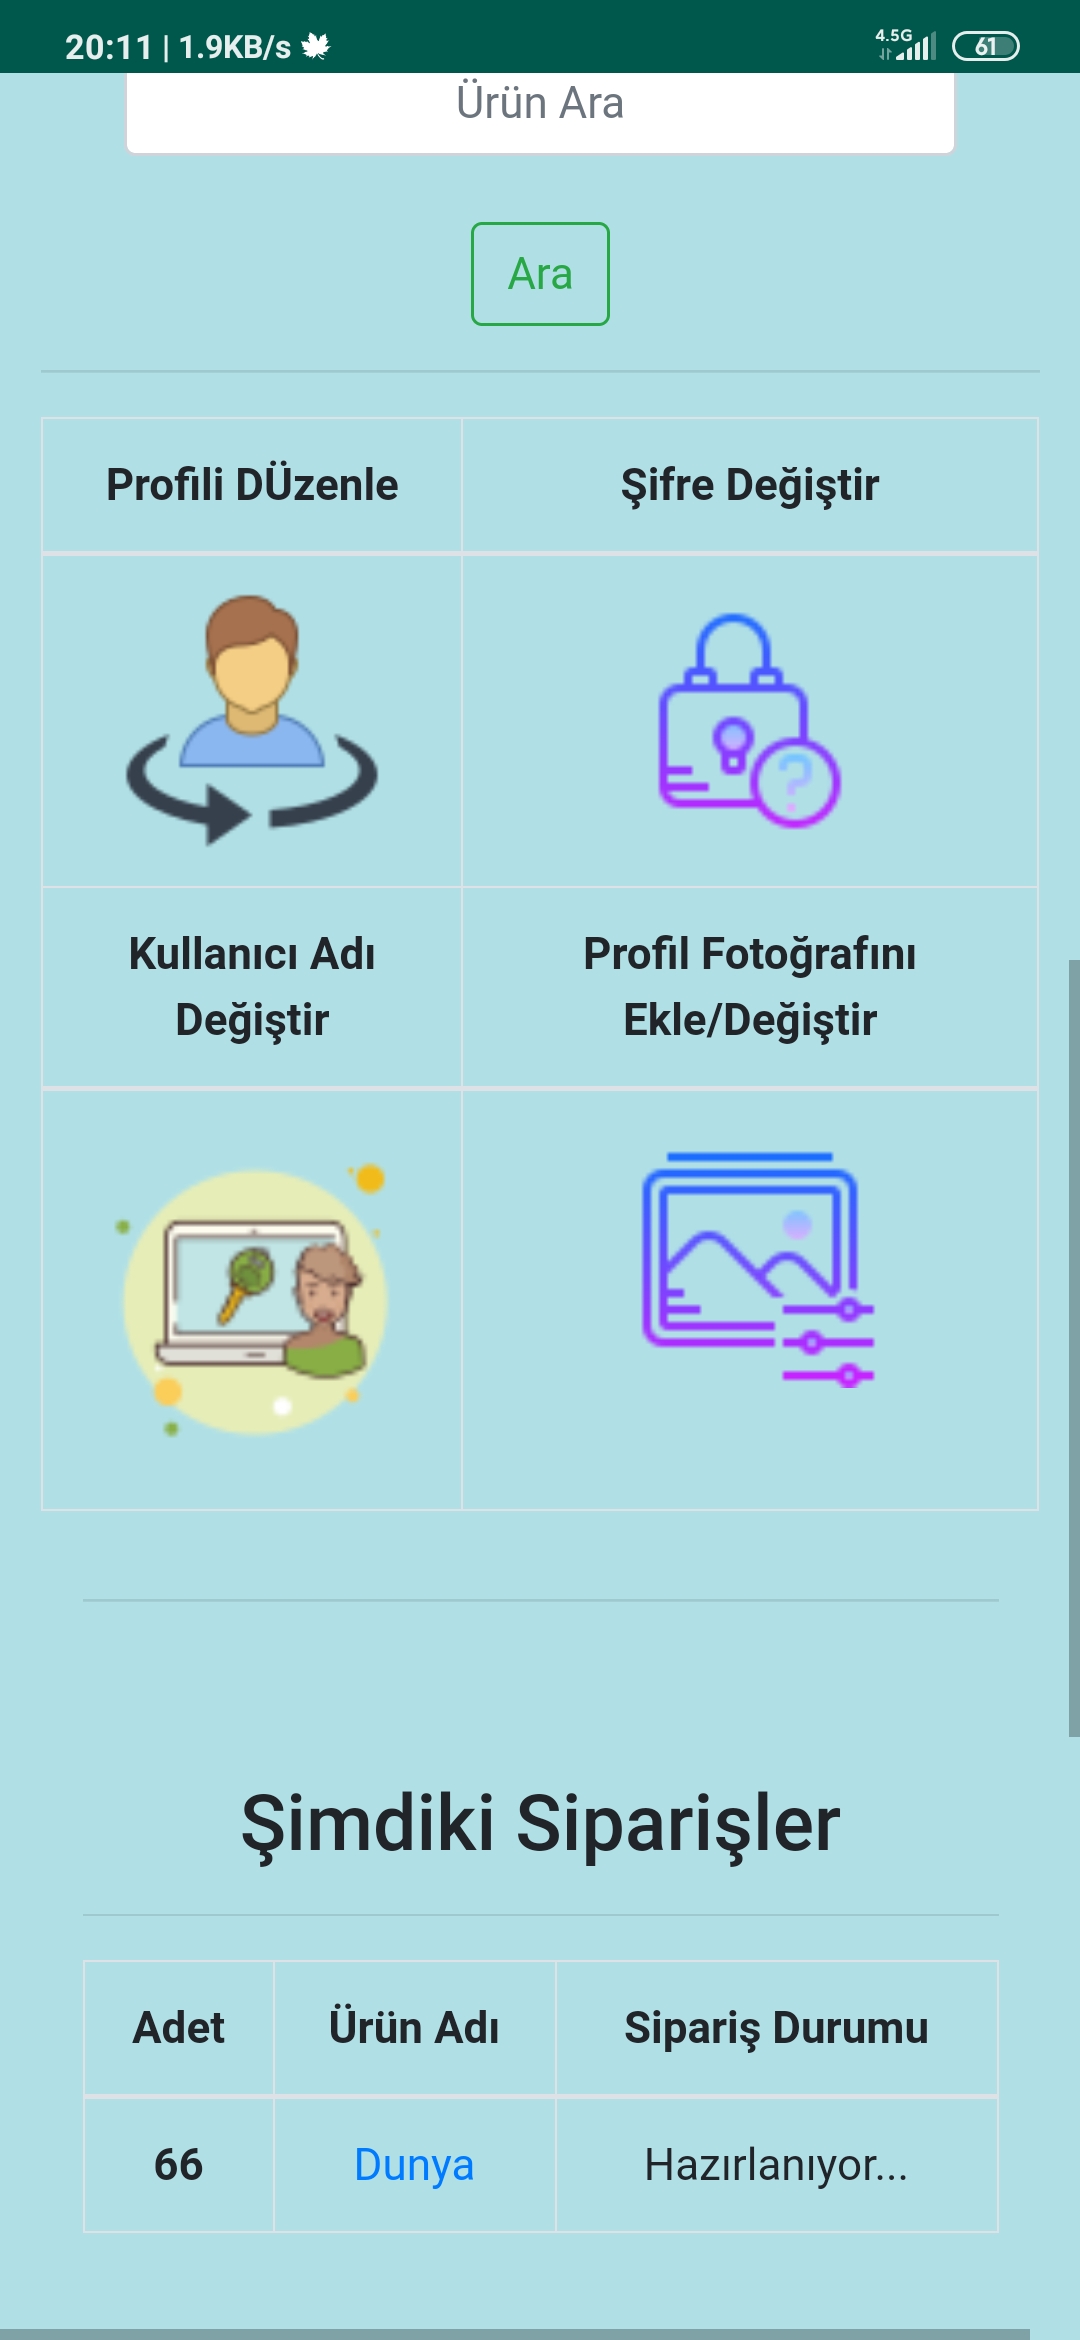 20:11 | 1.9KB/s
4.5G
61
Ürün Ara
Ara
Profili DÜzenle
Şifre Değiştir
Kullanıcı Adı
Değiştir
Profil Fotoğrafını
Ekle/Değiştir
Şimdiki Siparişler
Adet
Ürün Adı
Sipariş Durumu
66
Dunya
Hazırlanıyor...